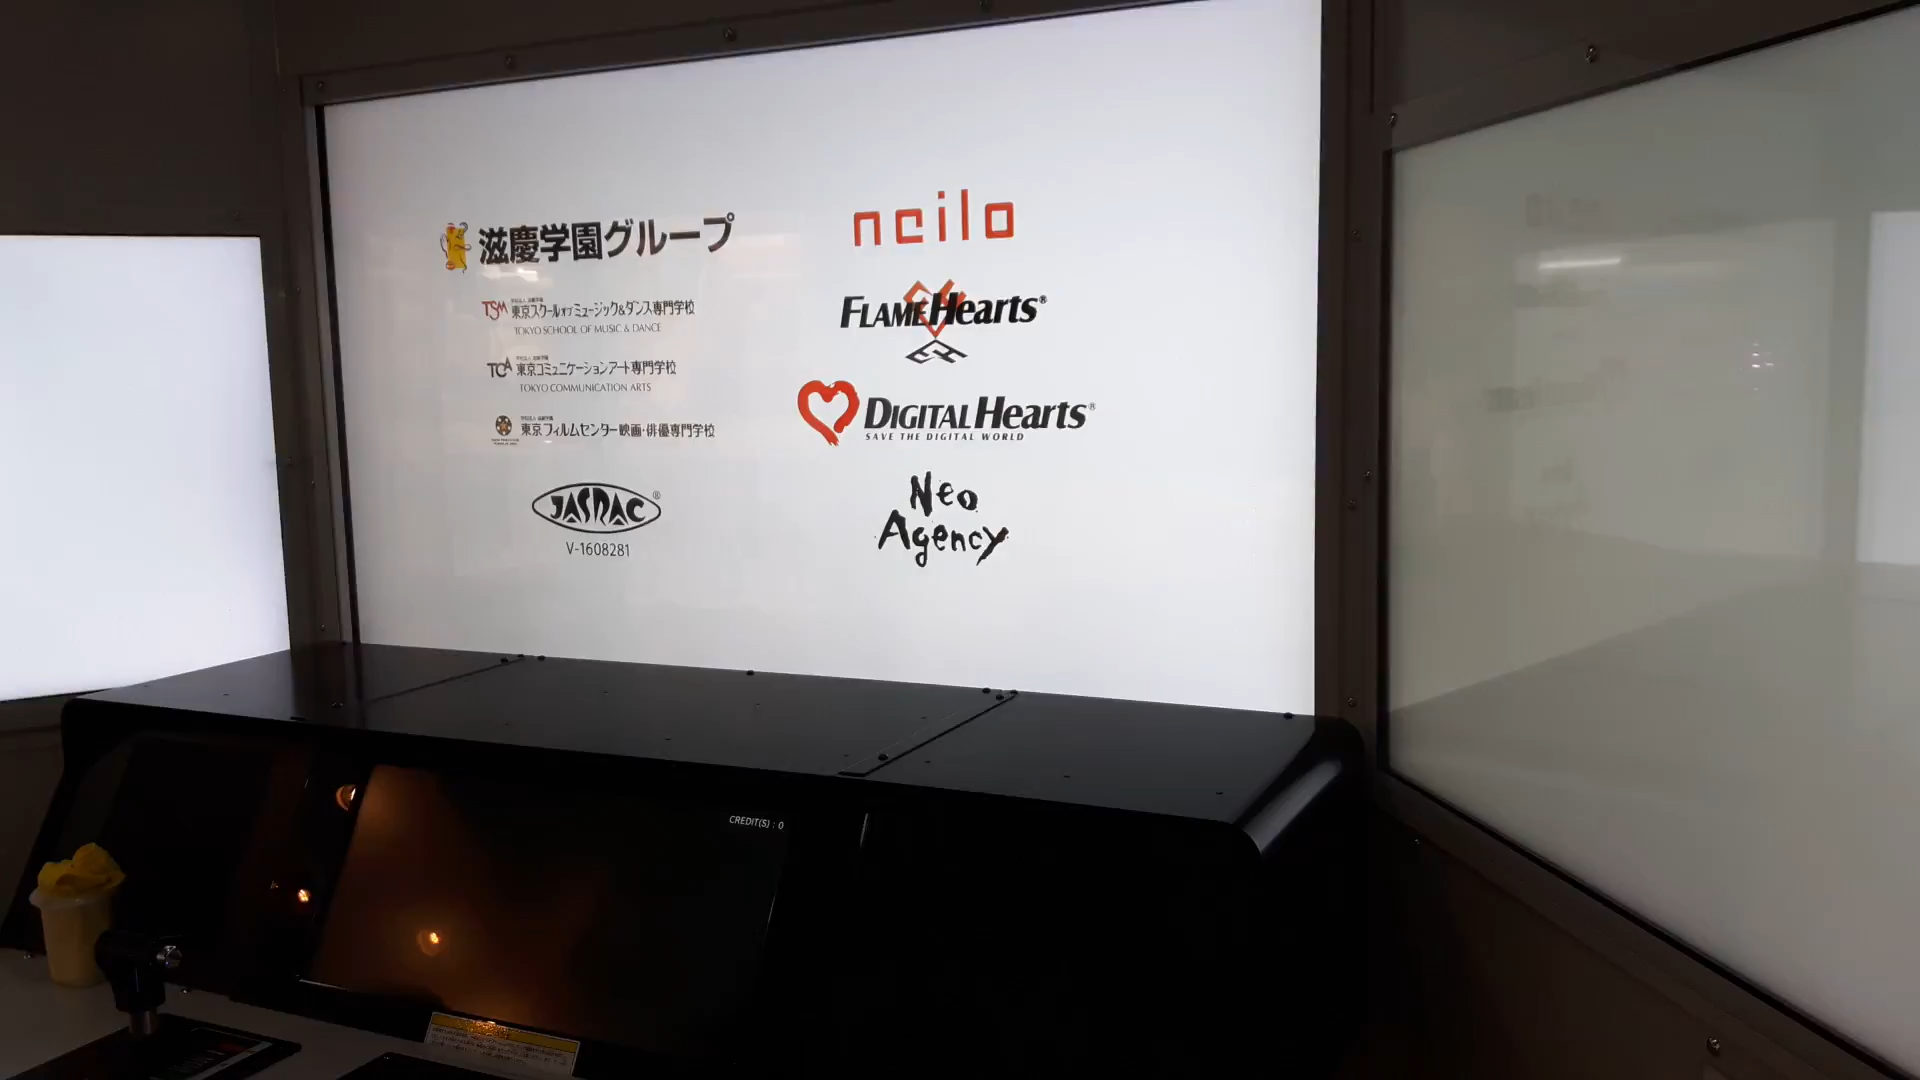 滋慶学園グループ
TSM 東京スクールオブミュージック&ダンス専門学校
TOKYO SCHOOL OF MUSIC & DANCE
TCA 東京コミュニケーションアート専門学校
TOKYO COMMUNICATION ARTS
東京フィルムセンター映画・俳優専門学校
JASRAC®
V-1608281
neilo
FLAMEHearts®
DIGITAL Hearts®
SAVE THE DIGITAL WORLD
Neo
Agency
CREDIT(S) : 0